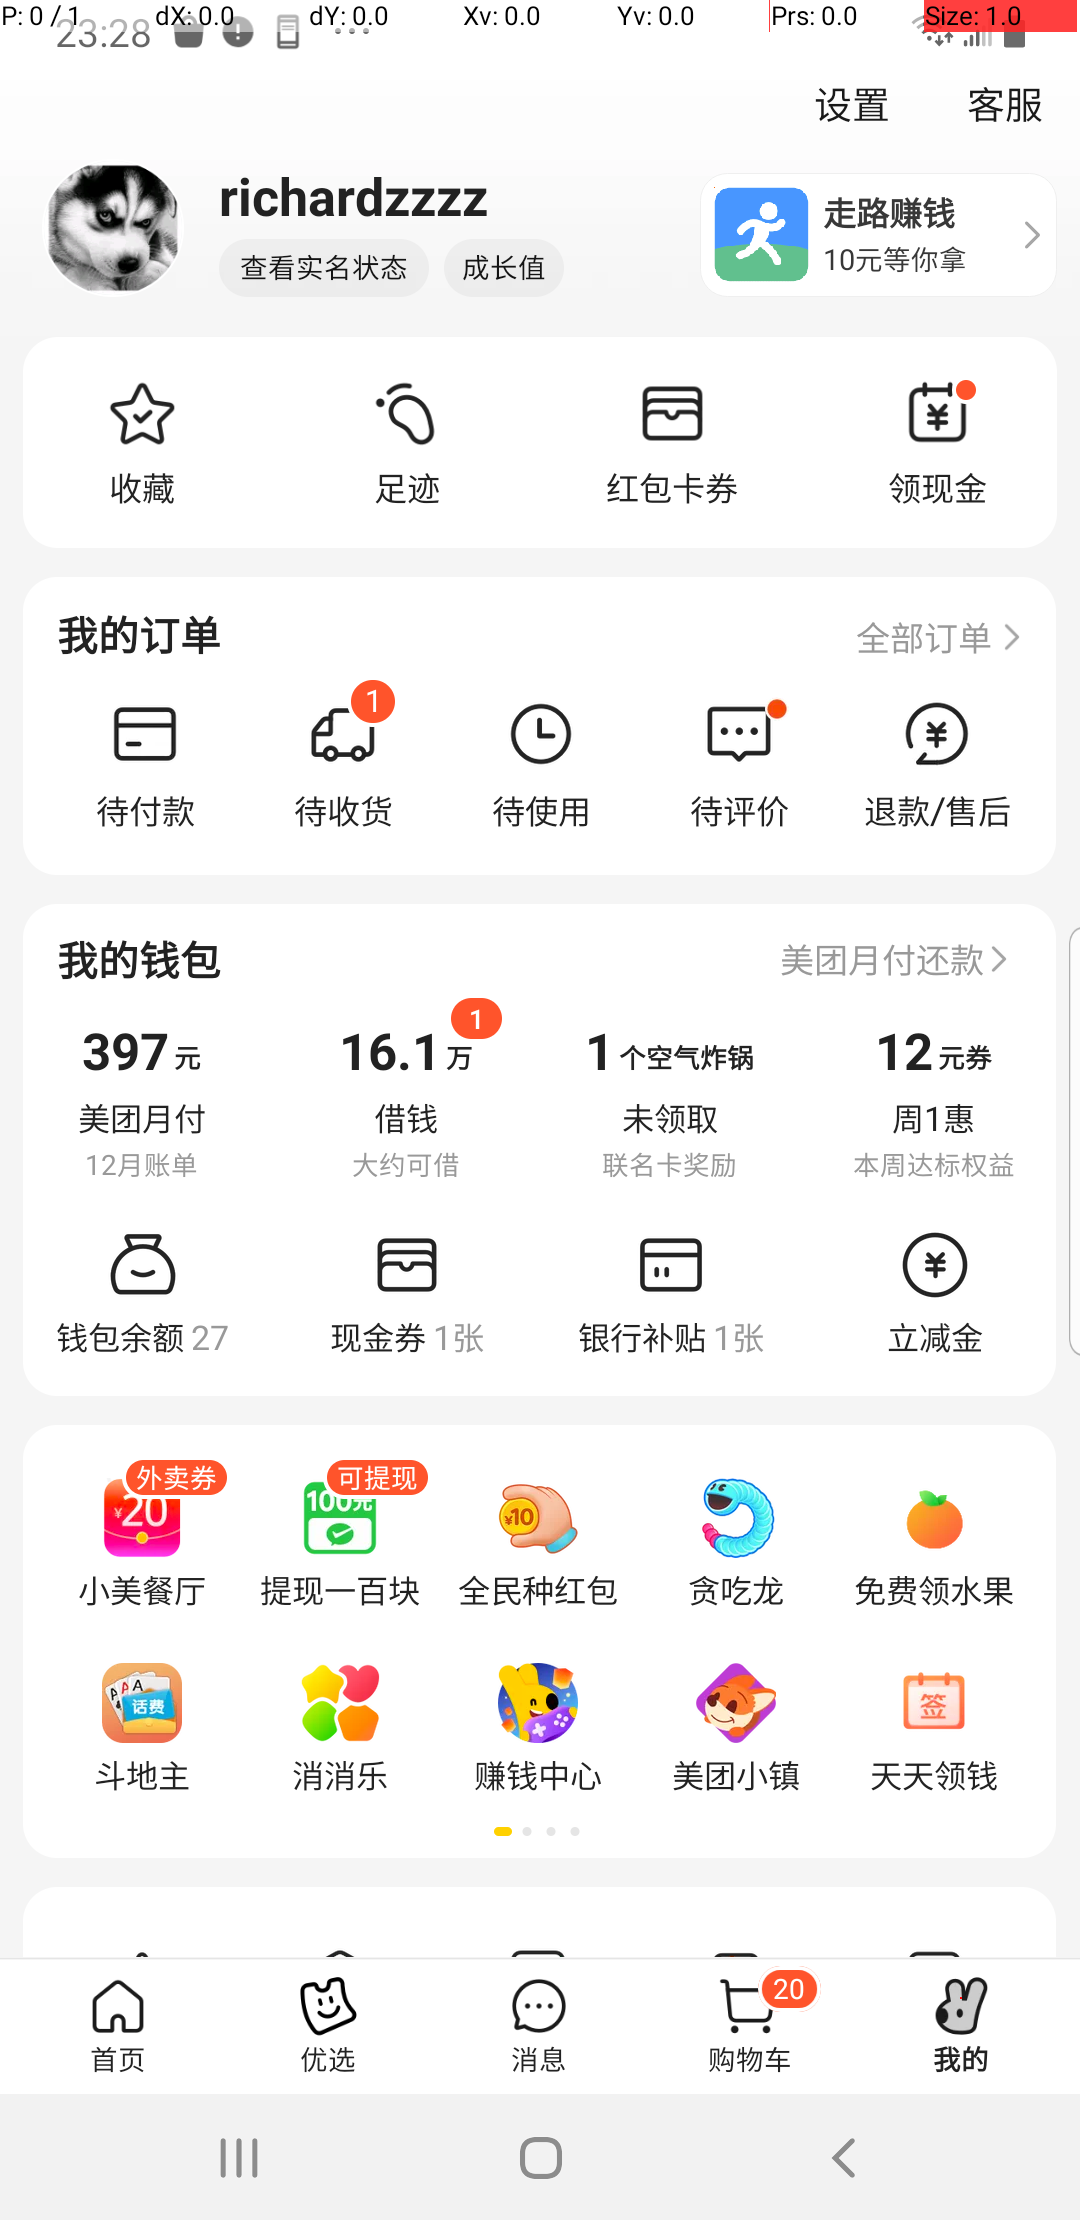 P: 0 / 1 dX: 0.0 dY: 0.0 Xv: 0.0 Yv: 0.0 Prs: 0.0 Size: 1.0
23:28
设置 客服
richardzzzz
查看实名状态 成长值
走路赚钱
10元等你拿
收藏 足迹 红包卡券 领现金
我的订单 全部订单
1
待付款 待收货 待使用 待评价 退款/售后
我的钱包 美团月付还款
1
397元 16.1万 1个空气炸锅 12元券
美团月付 借钱 未领取 周1惠
12月账单 大约可借 联名卡奖励 本周达标权益
钱包余额 27 现金券 1张 银行补贴 1张 立减金
外卖券 可提现
¥20 100元 ¥10
小美餐厅 提现一百块 全民种红包 贪吃龙 免费领水果
A A A 话费 签
斗地主 消消乐 赚钱中心 美团小镇 天天领钱
20
首页 优选 消息 购物车 我的